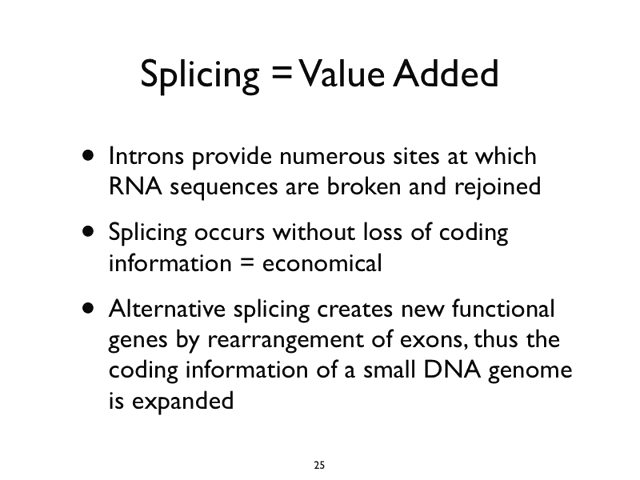 Splicing = Value Added
• Introns provide numerous sites at which
RNA sequences are broken and rejoined
• Splicing occurs without loss of coding
information = economical
• Alternative splicing creates new functional
genes by rearrangement of exons, thus the
coding information of a small DNA genome
is expanded
25